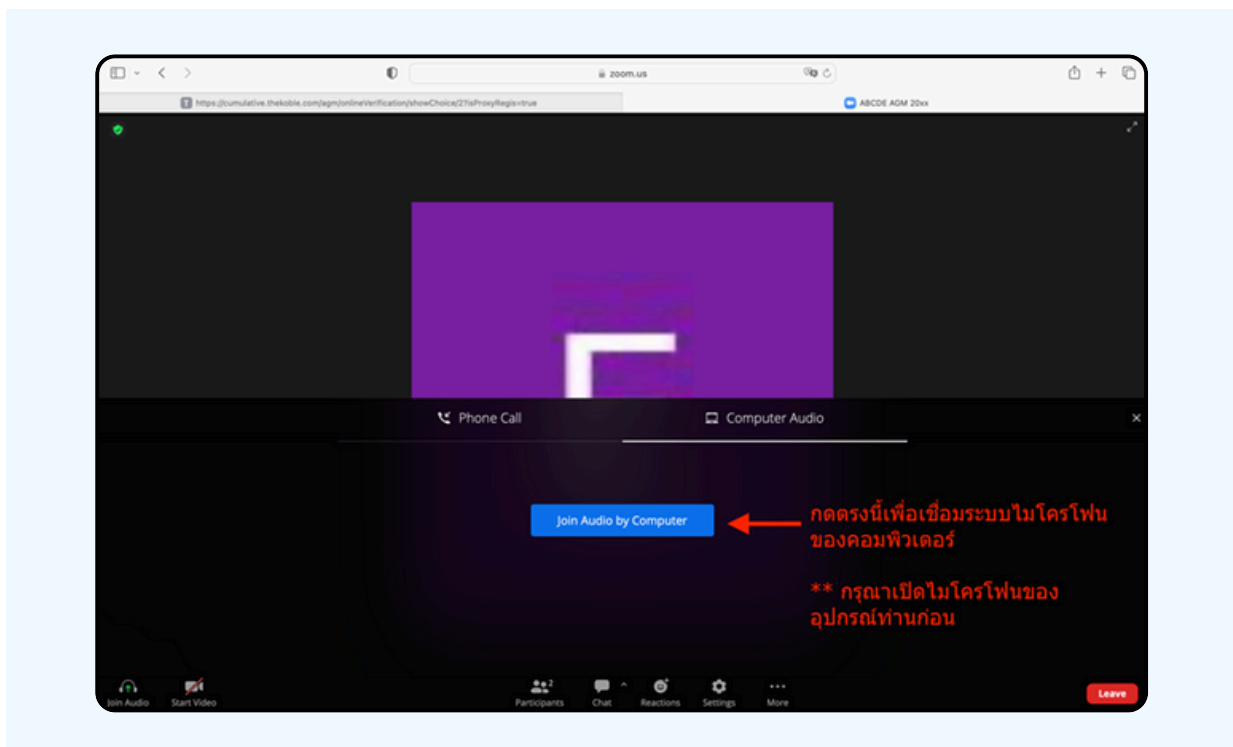 zoom.us
T https://cumulative.thekoble.com/agm/onlineVerification/showChoice/2?isProxyRegis=true
ABCDE AGM 20xx
Phone Call
Computer Audio
Join Audio by Computer
กดตรงนี้เพื่อเชื่อมระบบไมโครโฟน
ของคอมพิวเตอร์
** กรุณาเปิดไมโครโฟนของ
อุปกรณ์ท่านก่อน
Join Audio
Start Video
Participants 2
Chat
Reactions
Settings
More
Leave